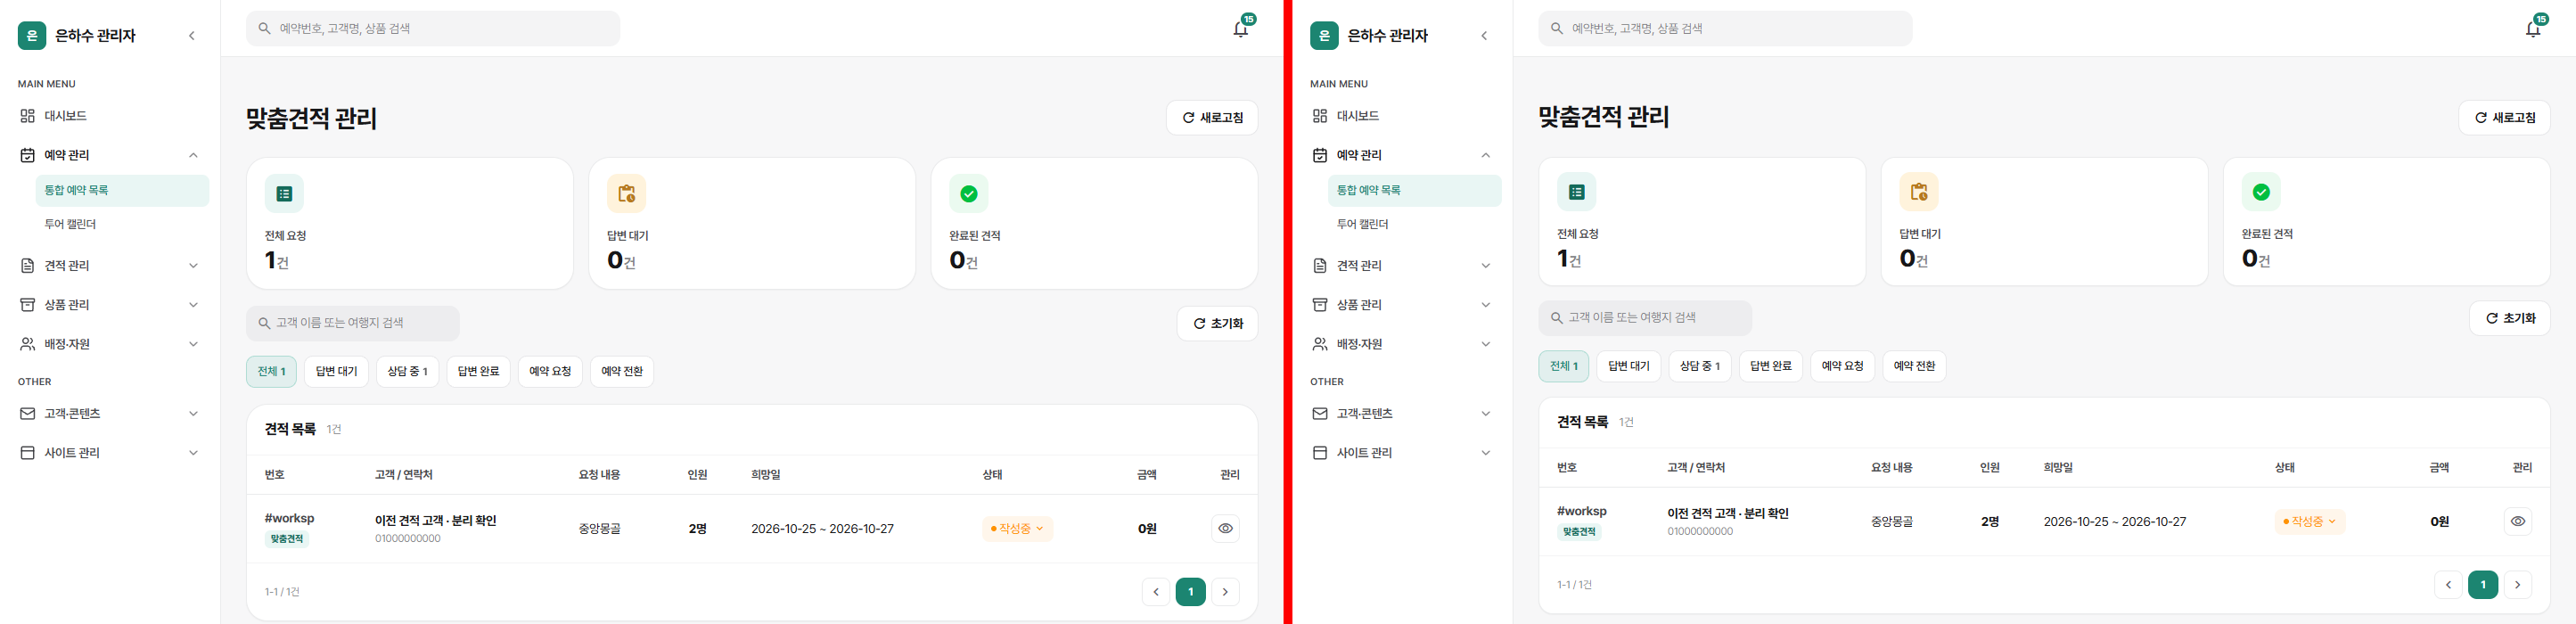 은 은하수 관리자
MAIN MENU
대시보드
예약 관리
통합 예약 목록
투어 캘린더
견적 관리
상품 관리
배정·자원
OTHER
고객·콘텐츠
사이트 관리
예약번호, 고객명, 상품 검색
15
맞춤견적 관리
새로고침
전체 요청
1건
답변 대기
0건
완료된 견적
0건
고객 이름 또는 여행지 검색
초기화
전체 1 답변 대기 상담 중 1 답변 완료 예약 요청 예약 전환
견적 목록 1건
번호 고객 / 연락처 요청 내용 인원 희망일 상태 금액 관리
#worksp 이전 견적 고객 · 분리 확인 중앙몽골 2명 2026-10-25 ~ 2026-10-27 작성중 0원
맞춤견적 01000000000
1-1 / 1건 1
은 은하수 관리자
MAIN MENU
대시보드
예약 관리
통합 예약 목록
투어 캘린더
견적 관리
상품 관리
배정·자원
OTHER
고객·콘텐츠
사이트 관리
예약번호, 고객명, 상품 검색
15
맞춤견적 관리
새로고침
전체 요청
1건
답변 대기
0건
완료된 견적
0건
고객 이름 또는 여행지 검색
초기화
전체 1 답변 대기 상담 중 1 답변 완료 예약 요청 예약 전환
견적 목록 1건
번호 고객 / 연락처 요청 내용 인원 희망일 상태 금액 관리
#worksp 이전 견적 고객 · 분리 확인 중앙몽골 2명 2026-10-25 ~ 2026-10-27 작성중 0원
맞춤견적 01000000000
1-1 / 1건 1